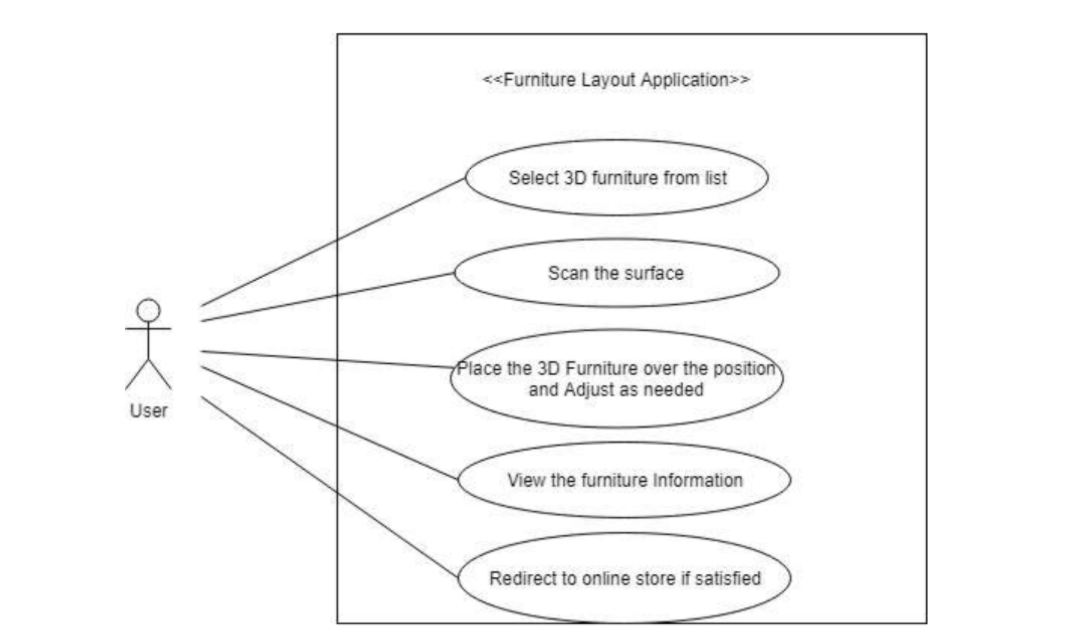 <<Furniture Layout Application>>
Select 3D furniture from list
Scan the surface
Place the 3D Furniture over the position
and Adjust as needed
User
View the furniture Information
Redirect to online store if satisfied